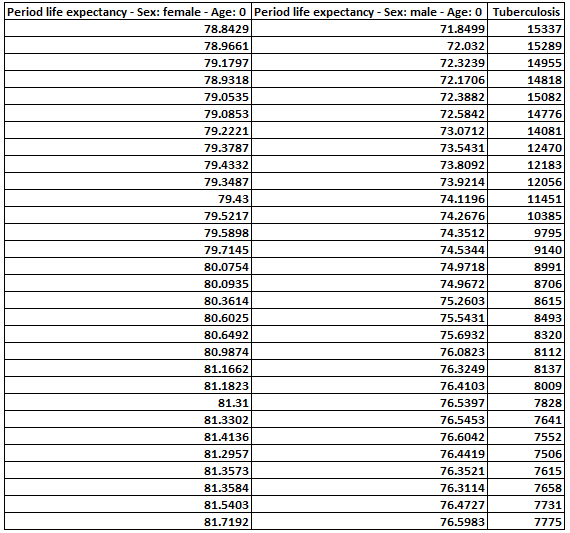 Period life expectancy - Sex: female - Age: 0 Period life expectancy - Sex: male - Age: 0 Tuberculosis
78.8429 71.8499 15337
78.9661 72.032 15289
79.1797 72.3239 14955
78.9318 72.1706 14818
79.0535 72.3882 15082
79.0853 72.5842 14776
79.2221 73.0712 14081
79.3787 73.5431 12470
79.4332 73.8092 12183
79.3487 73.9214 12056
79.43 74.1196 11451
79.5217 74.2676 10385
79.5898 74.3512 9795
79.7145 74.5344 9140
80.0754 74.9718 8991
80.0935 74.9672 8706
80.3614 75.2603 8615
80.6025 75.5431 8493
80.6492 75.6932 8320
80.9874 76.0823 8112
81.1662 76.3249 8137
81.1823 76.4103 8009
81.31 76.5397 7828
81.3302 76.5453 7641
81.4136 76.6042 7552
81.2957 76.4419 7506
81.3573 76.3521 7615
81.3584 76.3114 7658
81.5403 76.4727 7731
81.7192 76.5983 7775